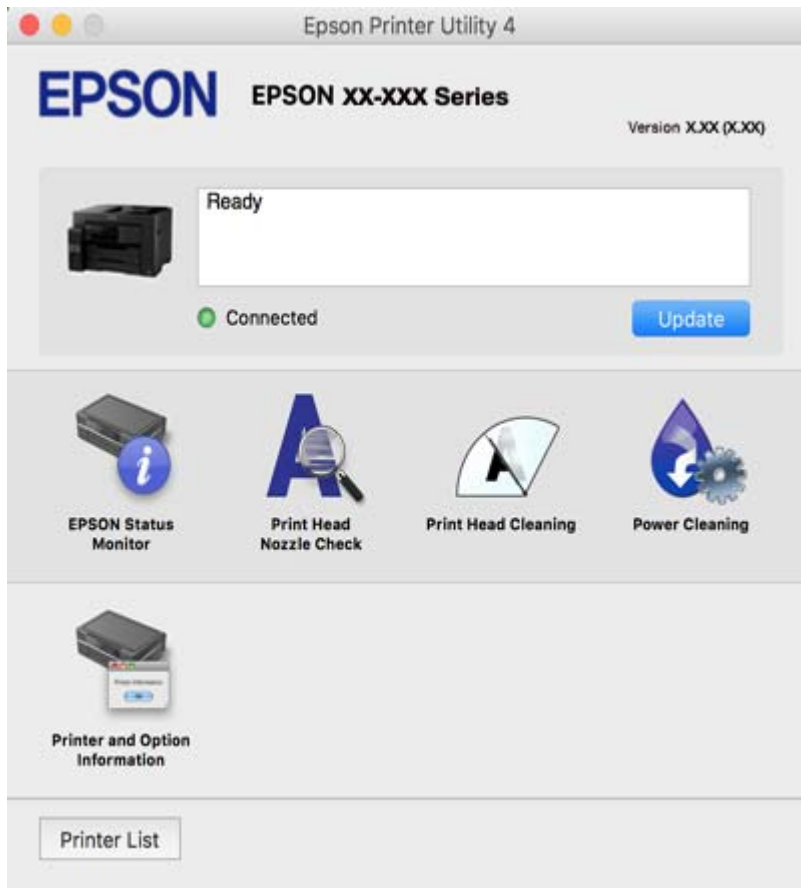 Epson Printer Utility 4
EPSON
EPSON XX-XXX Series
Version X.XX (X.XX)
Ready
Connected
Update
EPSON Status
Monitor
Print Head
Nozzle Check
Print Head Cleaning
Power Cleaning
Printer and Option
Information
Printer List